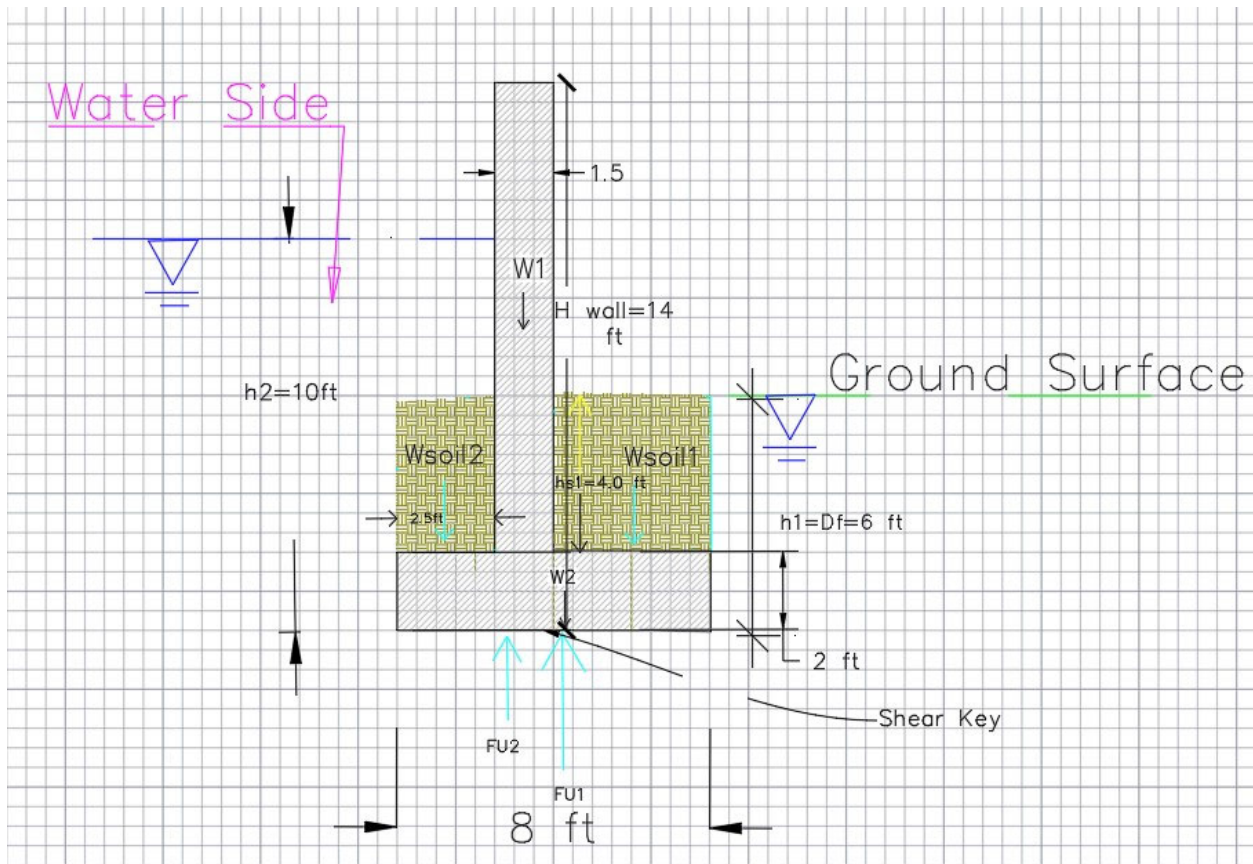 Water Side
1.5
W1
H wall=14
ft
h2=10ft
Ground Surface
Wsoil2
Wsoil1
hs1=4.0 ft
2.5ft
h1=Df=6 ft
W2
2 ft
Shear Key
FU2
FU1
8 ft